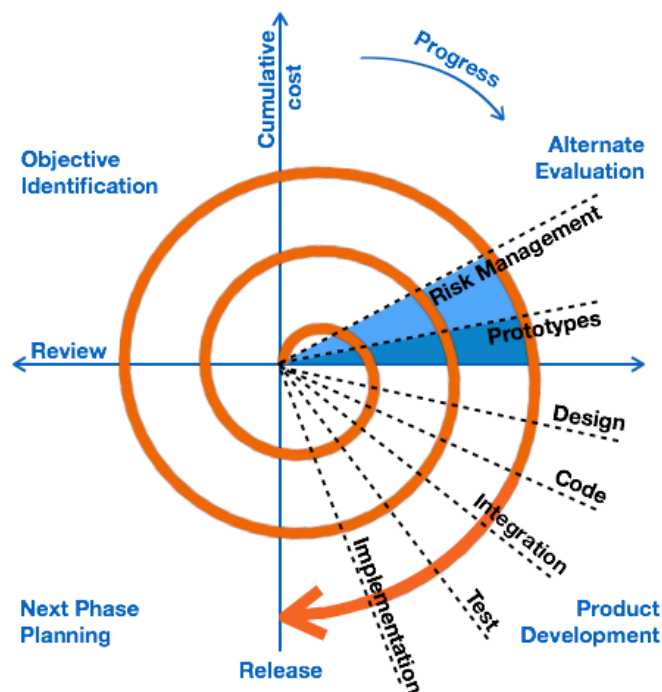 Cumulative
cost
Progress
Objective
Identification
Alternate
Evaluation
Risk Management
Prototypes
Review
Design
Code
Integration
Test
Implementation
Next Phase
Planning
Product
Development
Release